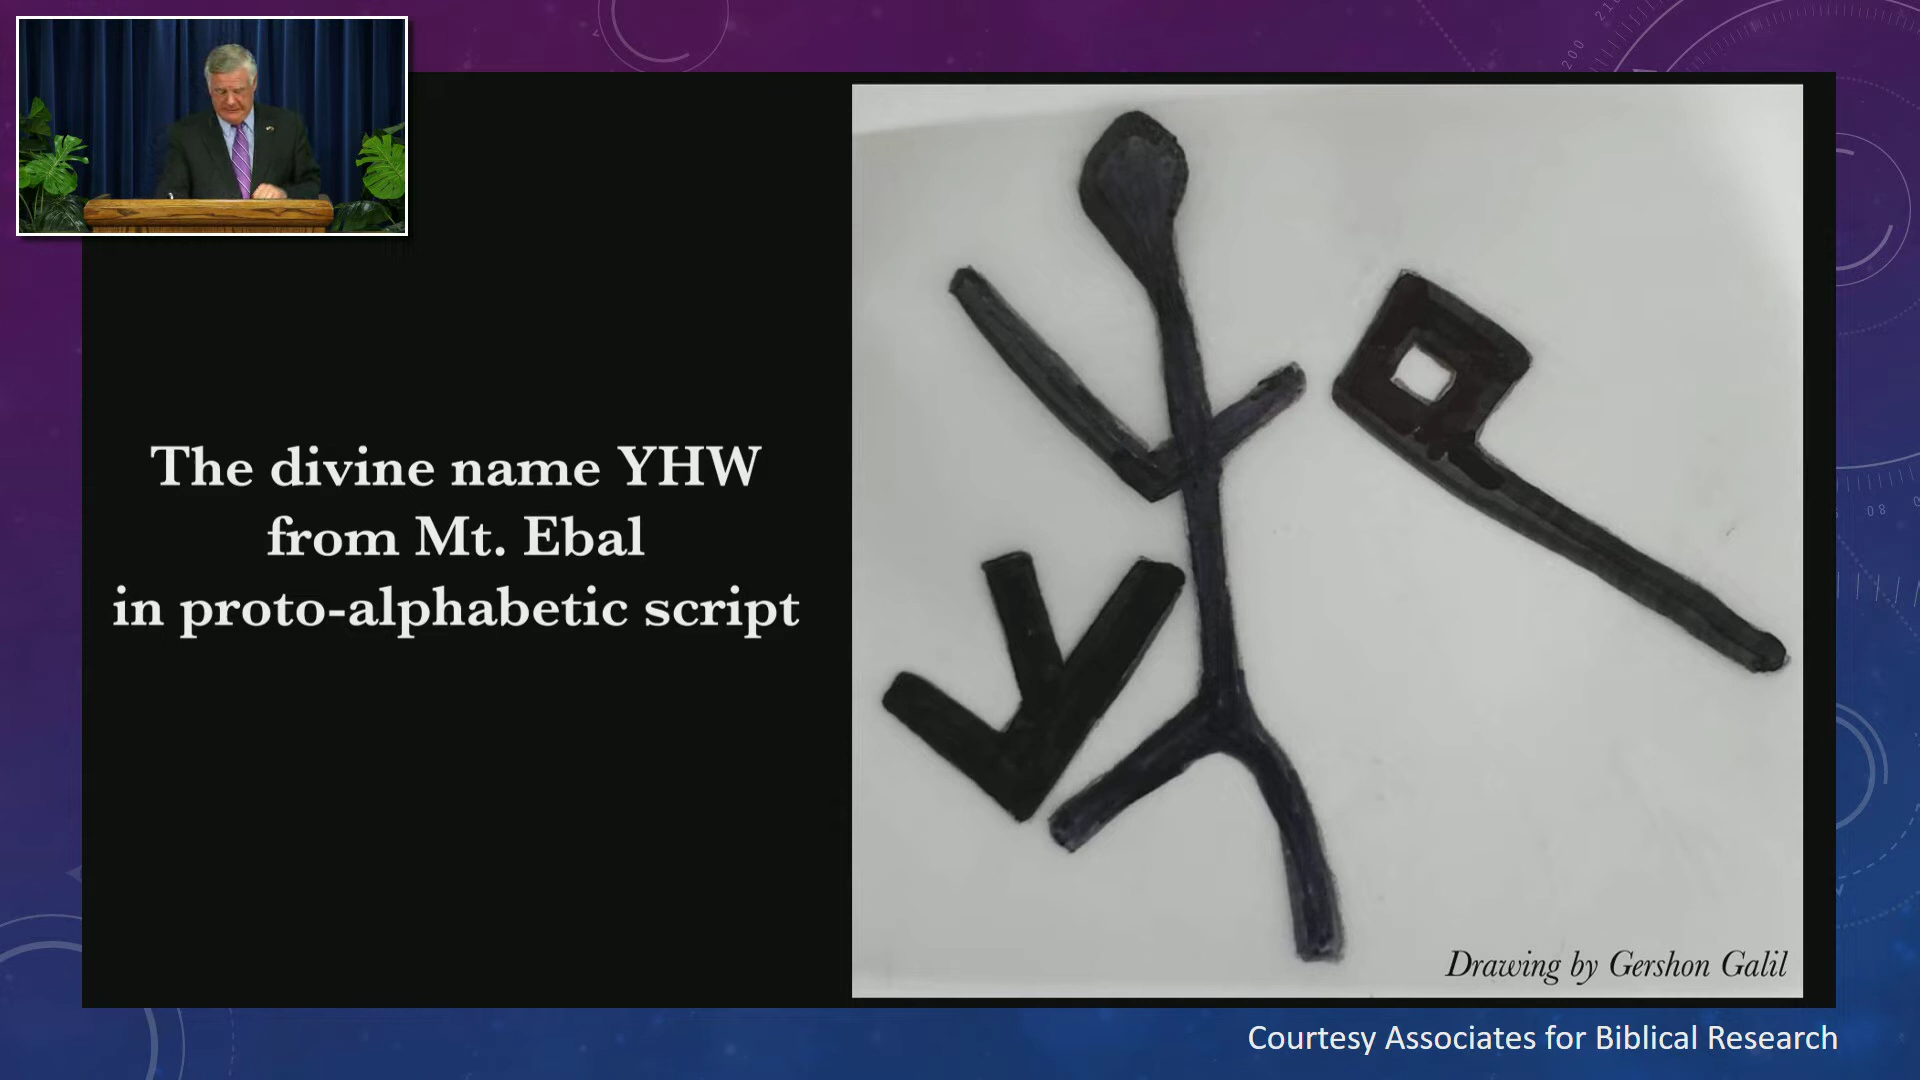 The divine name YHW
from Mt. Ebal
in proto-alphabetic script
Drawing by Gershon Galil
Courtesy Associates for Biblical Research